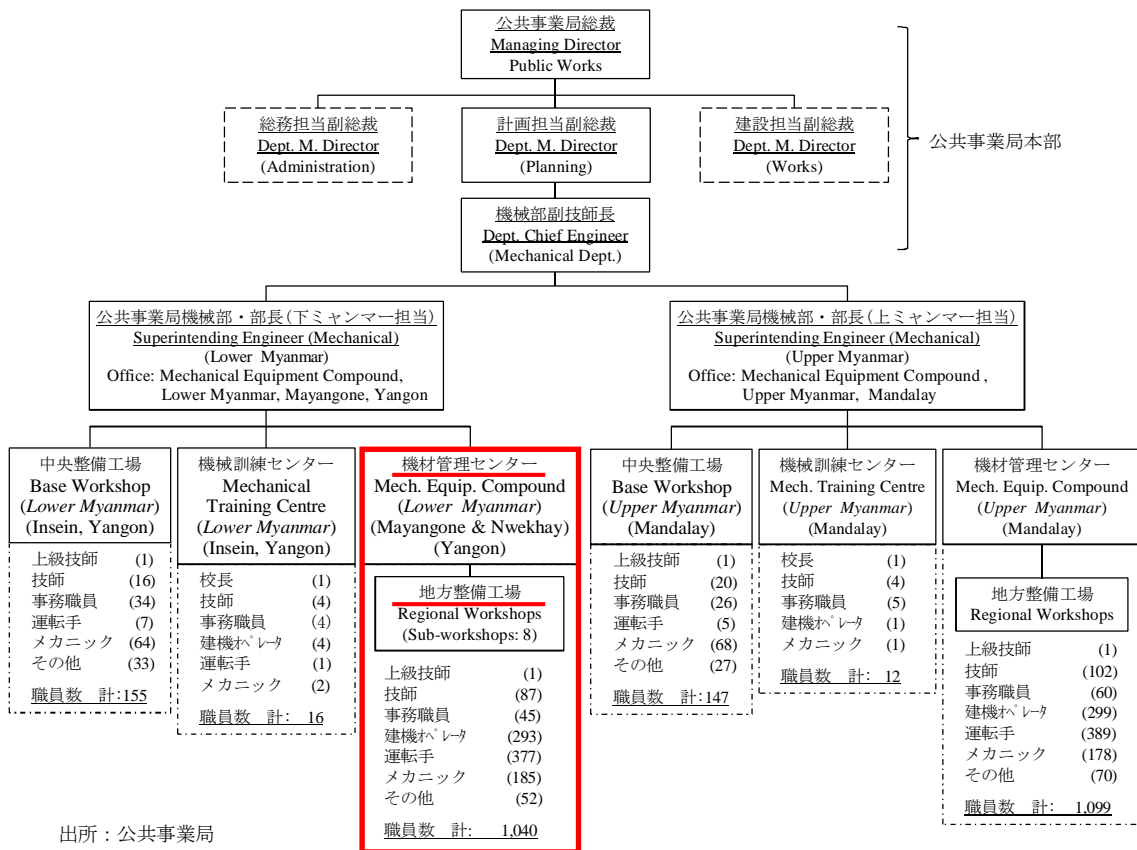 公共事業局総裁
Managing Director
Public Works
総務担当副総裁
Dept. M. Director
(Administration)
計画担当副総裁
Dept. M. Director
(Planning)
建設担当副総裁
Dept. M. Director
(Works)
公共事業局本部
機械部副技師長
Dept. Chief Engineer
(Mechanical Dept.)
公共事業局機械部・部長(下ミャンマー担当)
Superintending Engineer (Mechanical)
(Lower Myanmar)
Office: Mechanical Equipment Compound,
Lower Myanmar, Mayangone, Yangon
公共事業局機械部・部長(上ミャンマー担当)
Superintending Engineer (Mechanical)
(Upper Myanmar)
Office: Mechanical Equipment Compound ,
Upper Myanmar, Mandalay
中央整備工場
Base Workshop
(Lower Myanmar)
(Insein, Yangon)
上級技師 (1)
技師 (16)
事務職員 (34)
運転手 (7)
メカニック (64)
その他 (33)
職員数 計:155
機械訓練センター
Mechanical
Training Centre
(Lower Myanmar)
(Insein, Yangon)
校長 (1)
技師 (4)
事務職員 (4)
建機ｵﾍﾟﾚｰﾀ (4)
運転手 (1)
メカニック (2)
職員数 計: 16
機材管理センター
Mech. Equip. Compound
(Lower Myanmar)
(Mayangone & Nwekhay)
(Yangon)
地方整備工場
Regional Workshops
(Sub-workshops: 8)
上級技師 (1)
技師 (87)
事務職員 (45)
建機ｵﾍﾟﾚｰﾀ (293)
運転手 (377)
メカニック (185)
その他 (52)
職員数 計: 1,040
中央整備工場
Base Workshop
(Upper Myanmar)
(Mandalay)
上級技師 (1)
技師 (20)
事務職員 (26)
運転手 (5)
メカニック (68)
その他 (27)
職員数 計:147
機械訓練センター
Mech. Training Centre
(Upper Myanmar)
(Mandalay)
校長 (1)
技師 (4)
事務職員 (5)
建機ｵﾍﾟﾚｰﾀ (1)
メカニック (1)
職員数 計: 12
機材管理センター
Mech. Equip. Compound
(Upper Myanmar)
(Mandalay)
地方整備工場
Regional Workshops
上級技師 (1)
技師 (102)
事務職員 (60)
建機ｵﾍﾟﾚｰﾀ (299)
運転手 (389)
メカニック (178)
その他 (70)
職員数 計: 1,099
出所：公共事業局